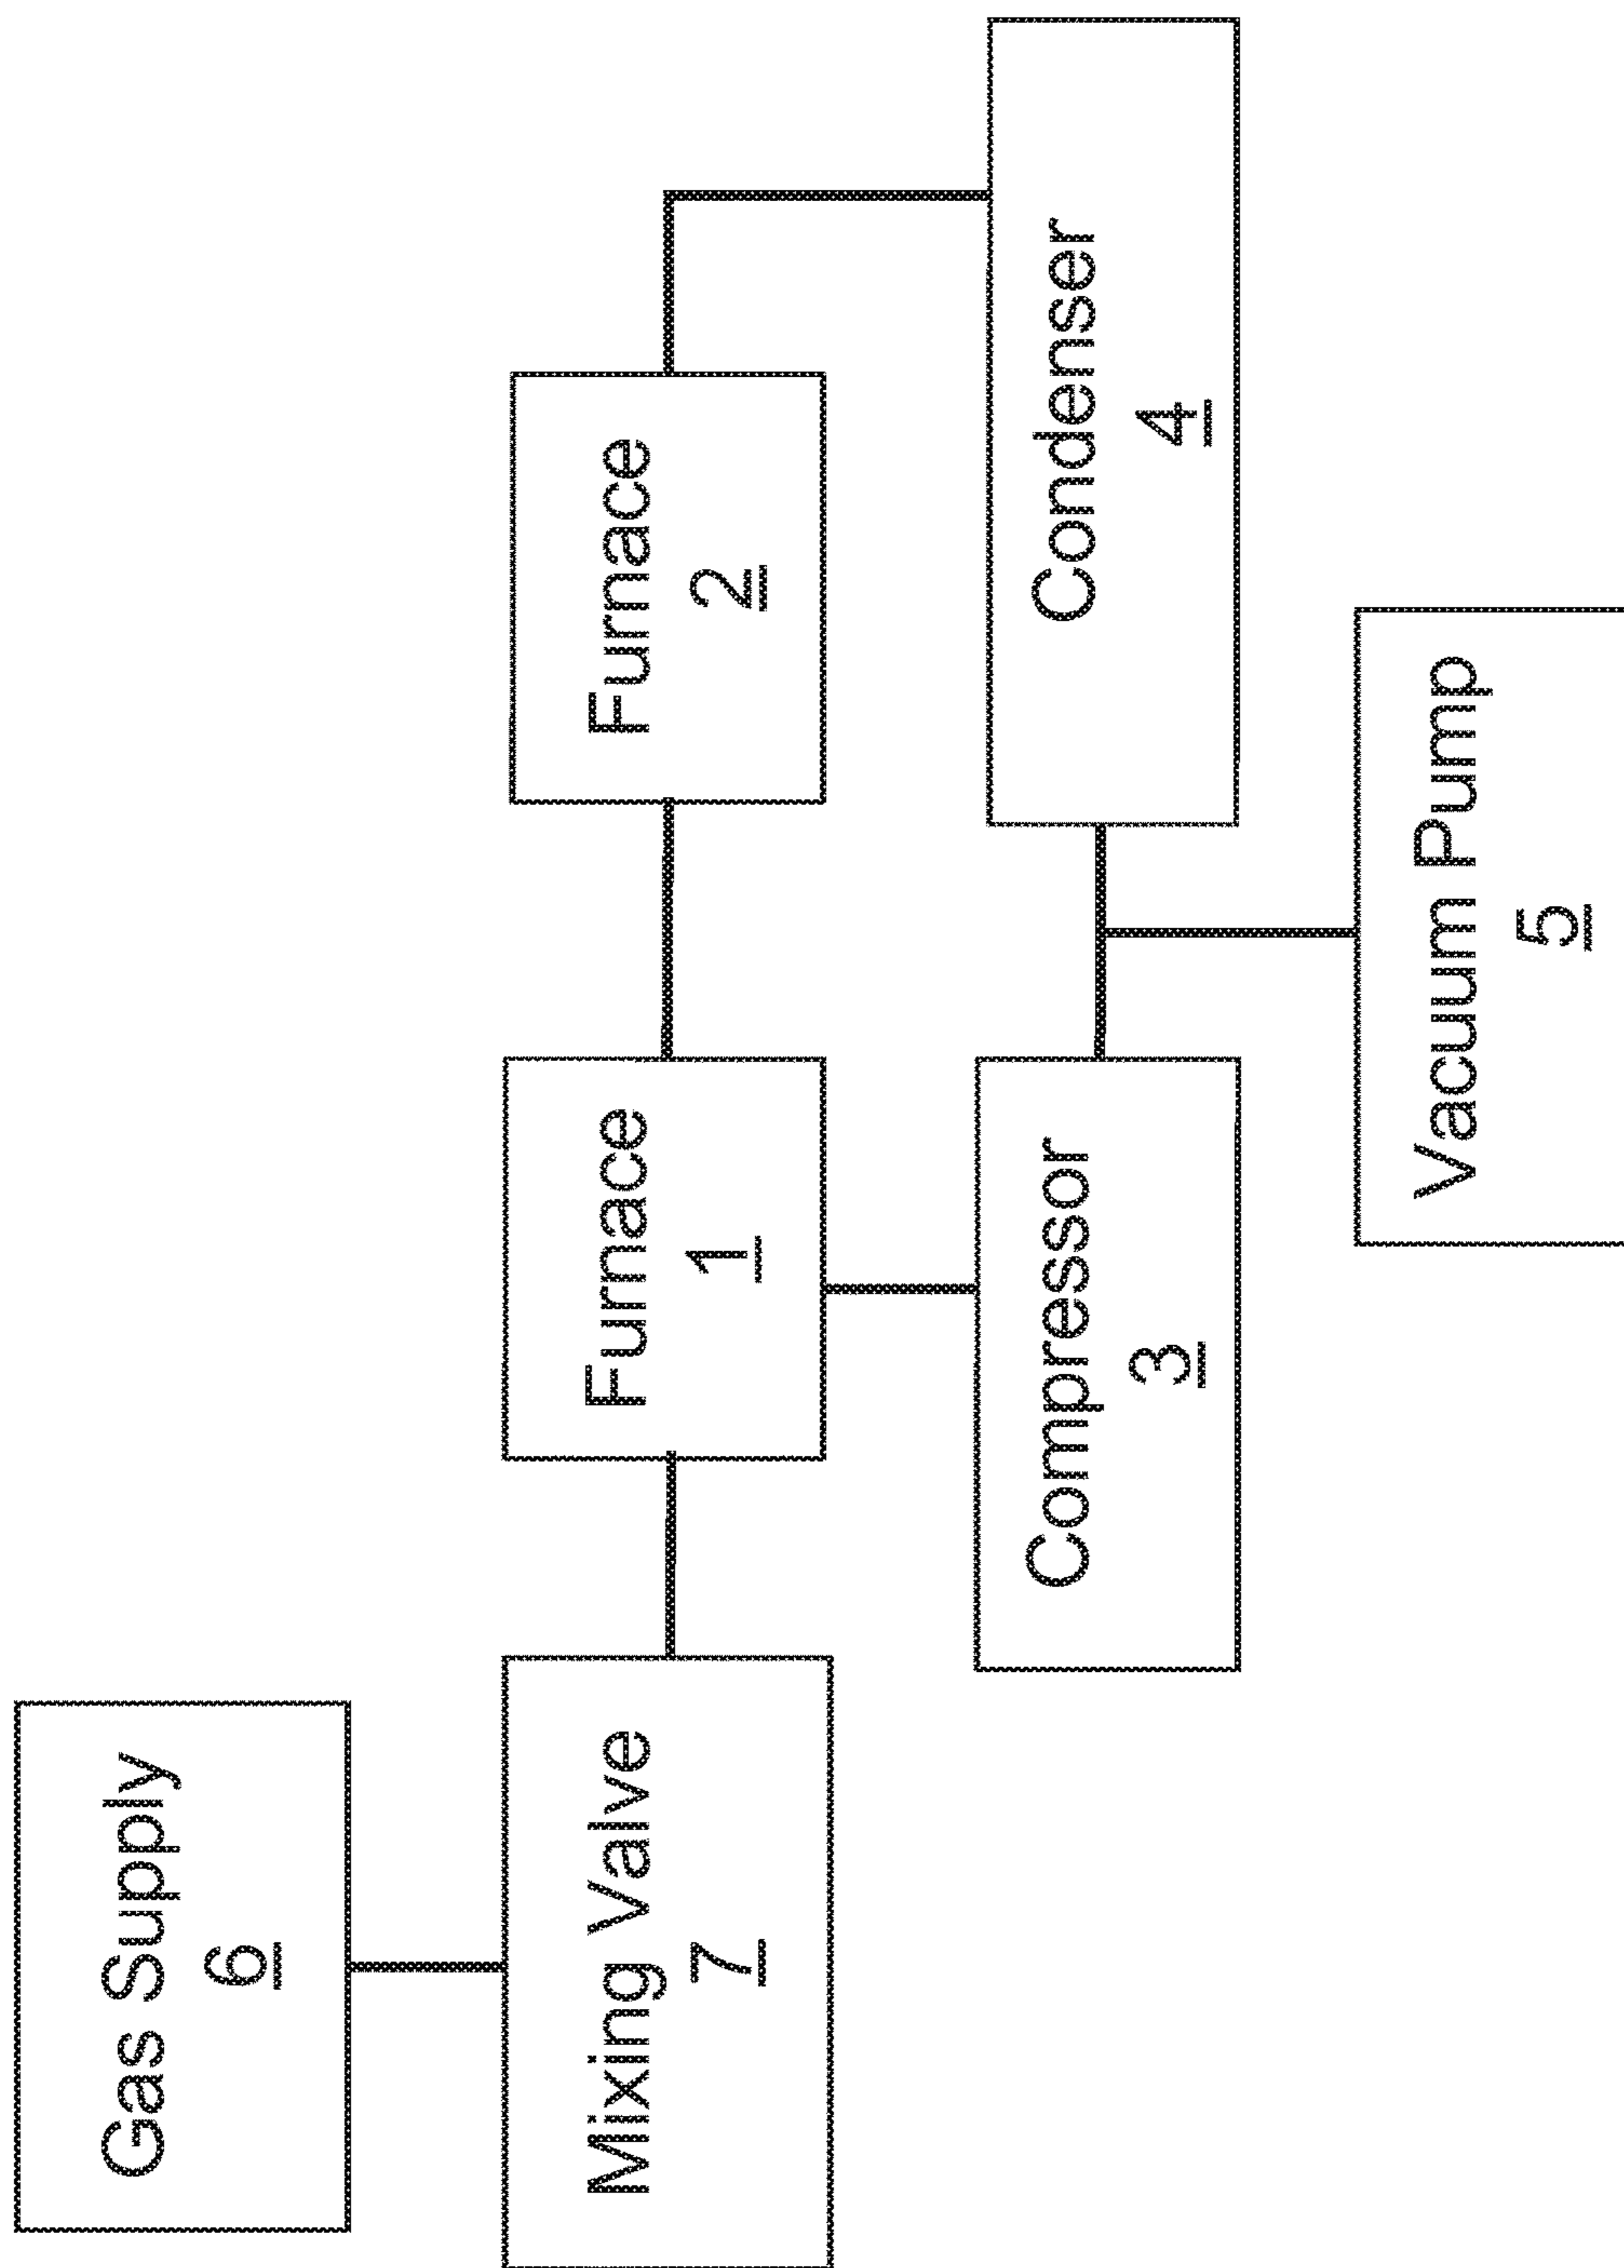 Gas Supply
6
Mixing Valve
7
Furnace
1
Furnace
2
Compressor
3
Condenser
4
Vacuum Pump
5